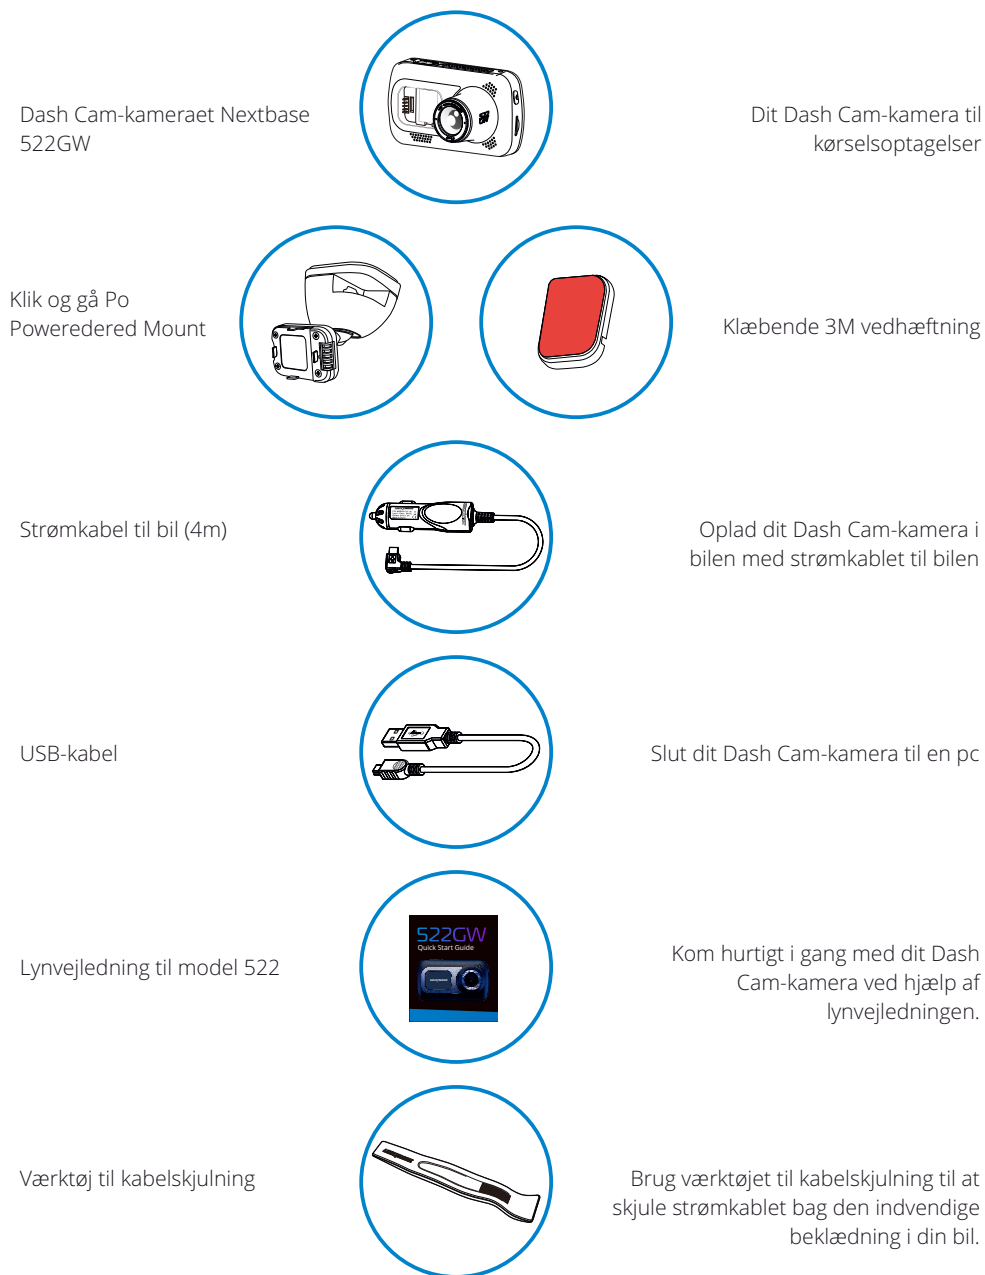 Dash Cam-kameraet Nextbase
522GW
Dit Dash Cam-kamera til
kørselsoptagelser
Klik og gå Po
Poweredered Mount
Klæbende 3M vedhæftning
Strømkabel til bil (4m)
Oplad dit Dash Cam-kamera i
bilen med strømkablet til bilen
USB-kabel
Slut dit Dash Cam-kamera til en pc
Lynvejledning til model 522
522GW
Quick Start Guide
Kom hurtigt i gang med dit Dash
Cam-kamera ved hjælp af
lynvejledningen.
Værktøj til kabelskjulning
Brug værktøjet til kabelskjulning til at
skjule strømkablet bag den indvendige
beklædning i din bil.